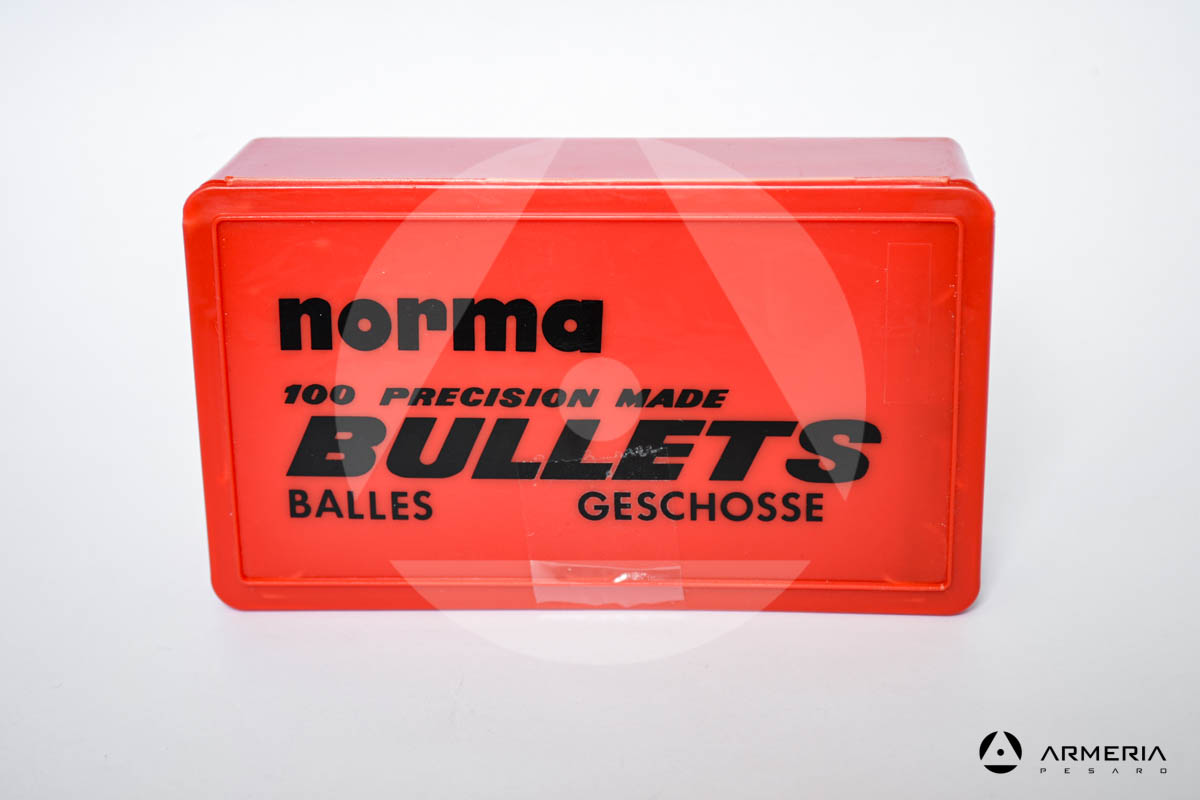 norma
100 PRECISION MADE
BULLETS
BALLES GESCHOSSE
ARMERIA
PESARO